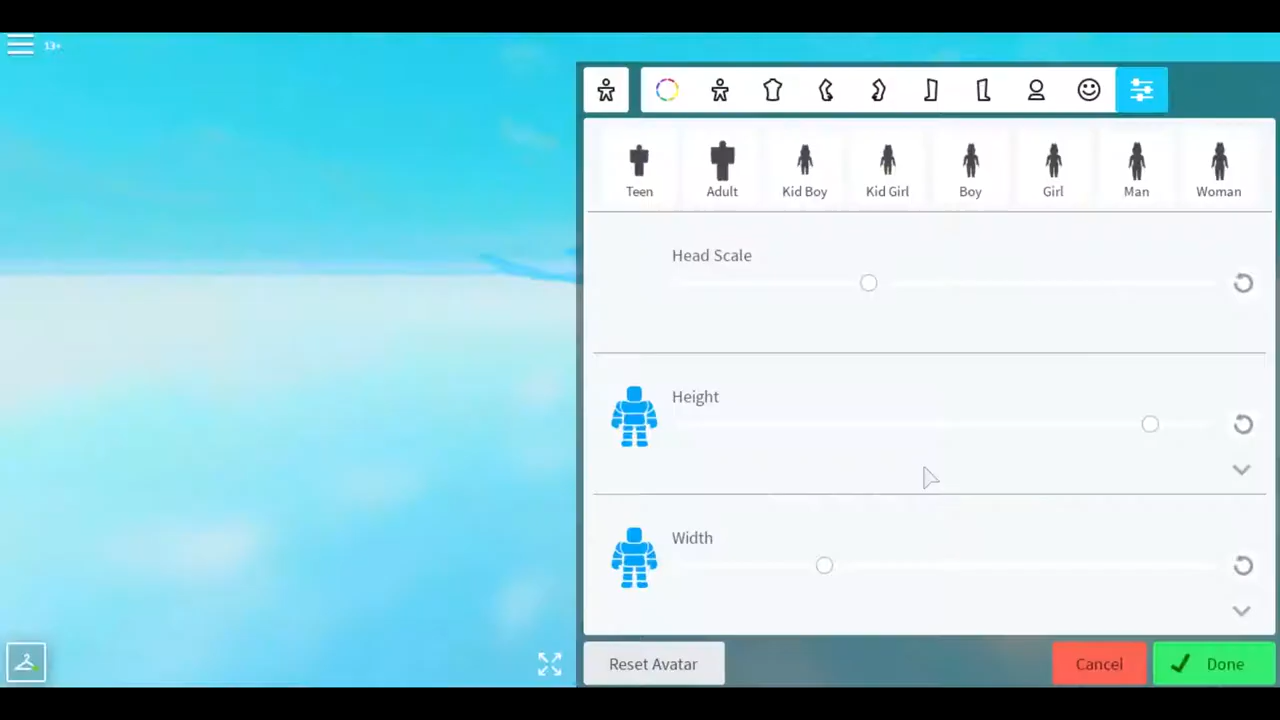 13+
Teen Adult Kid Boy Kid Girl Boy Girl Man Woman
Head Scale
Height
Width
Reset Avatar Cancel Done